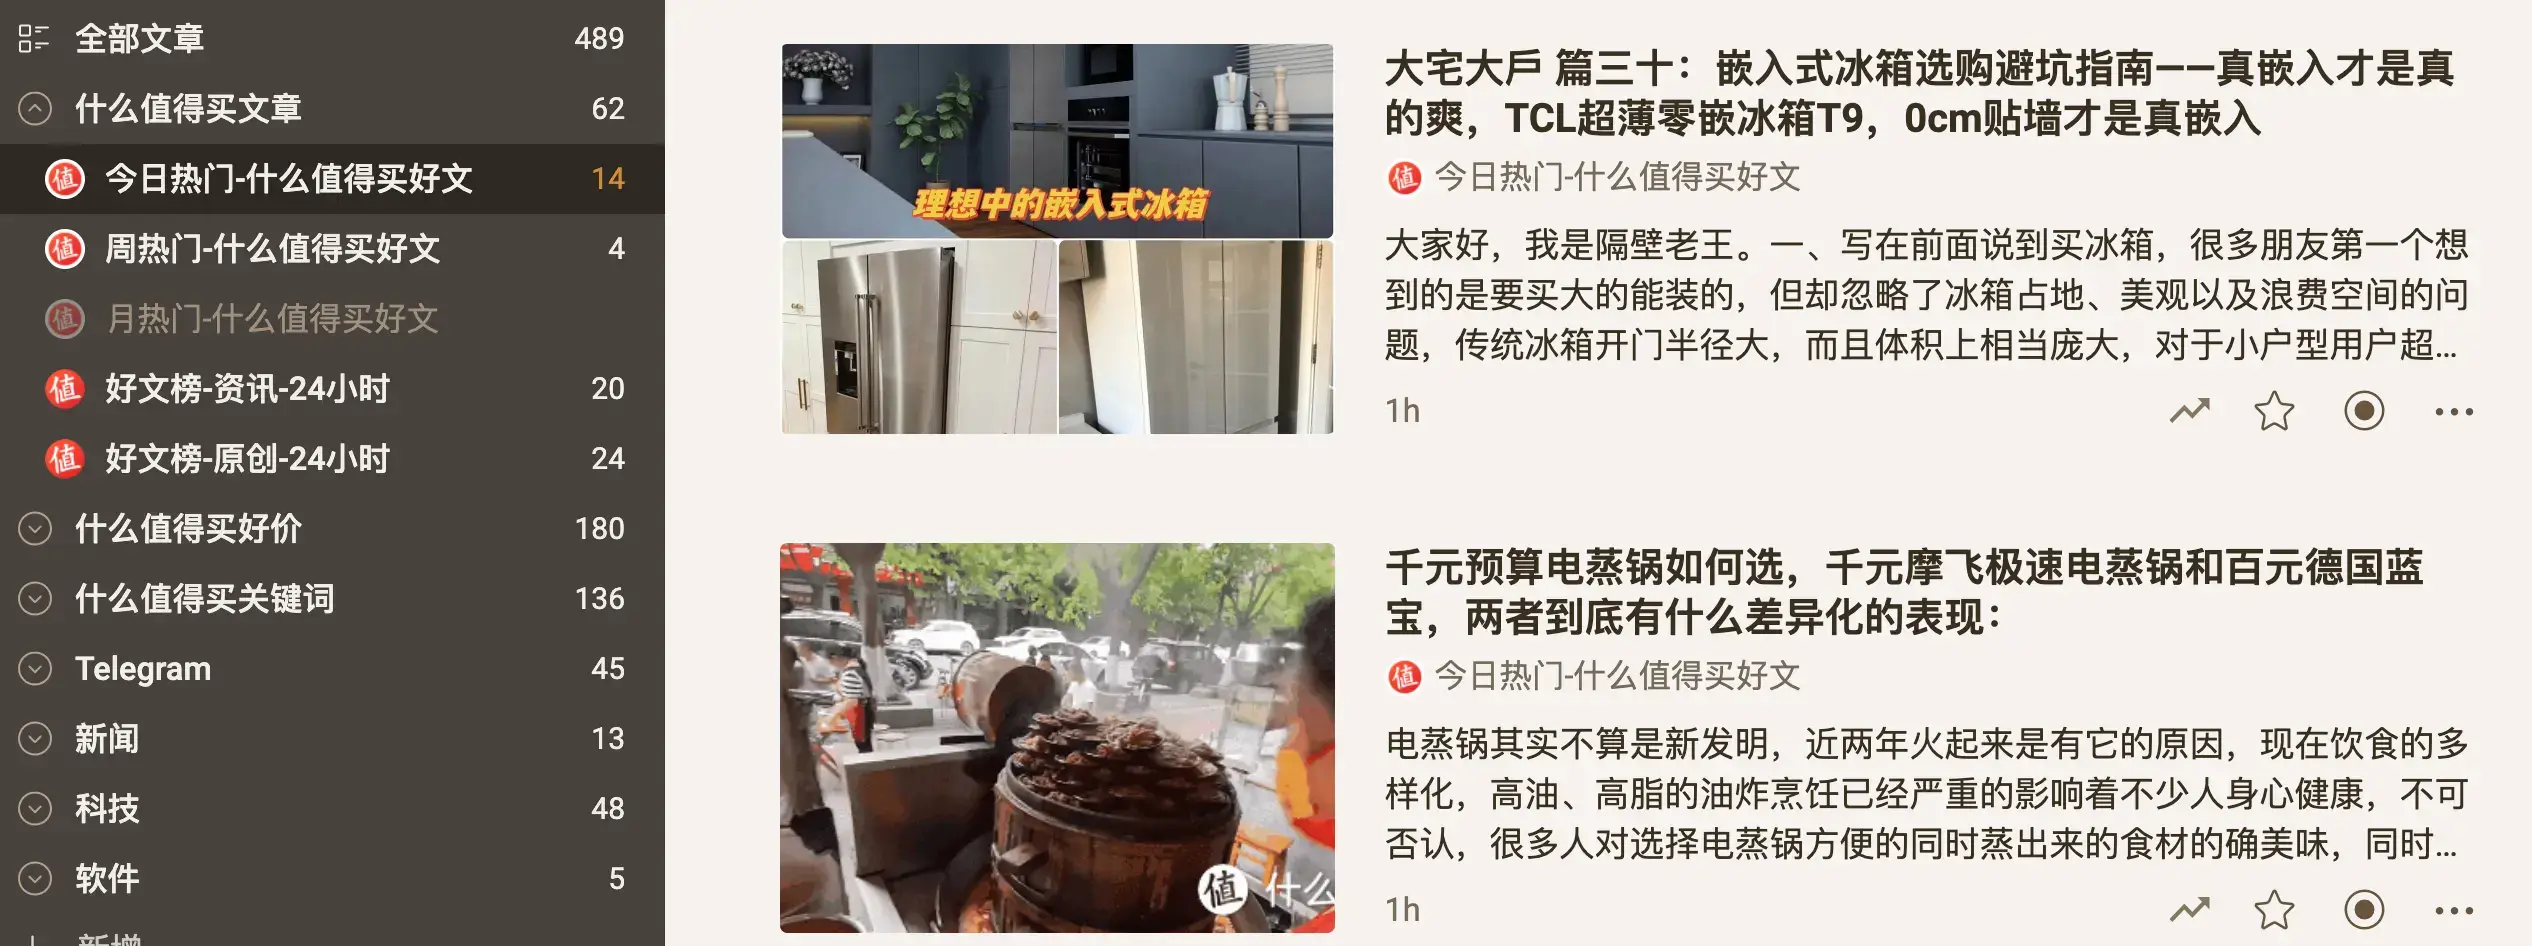 全部文章 489
什么值得买文章 62
值 今日热门-什么值得买好文 14
值 周热门-什么值得买好文 4
值 月热门-什么值得买好文
值 好文榜-资讯-24小时 20
值 好文榜-原创-24小时 24
什么值得买好价 180
什么值得买关键词 136
Telegram 45
新闻 13
科技 48
软件 5
新增
理想中的嵌入式冰箱
大宅大戶 篇三十：嵌入式冰箱选购避坑指南——真嵌入才是真
的爽，TCL超薄零嵌冰箱T9，0cm贴墙才是真嵌入
值 今日热门-什么值得买好文
大家好，我是隔壁老王。一、写在前面说到买冰箱，很多朋友第一个想
到的是要买大的能装的，但却忽略了冰箱占地、美观以及浪费空间的问
题，传统冰箱开门半径大，而且体积上相当庞大，对于小户型用户超...
1h
值 什么
千元预算电蒸锅如何选，千元摩飞极速电蒸锅和百元德国蓝
宝，两者到底有什么差异化的表现：
值 今日热门-什么值得买好文
电蒸锅其实不算是新发明，近两年火起来是有它的原因，现在饮食的多
样化，高油、高脂的油炸烹饪已经严重的影响着不少人身心健康，不可
否认，很多人对选择电蒸锅方便的同时蒸出来的食材的确美味，同时...
1h